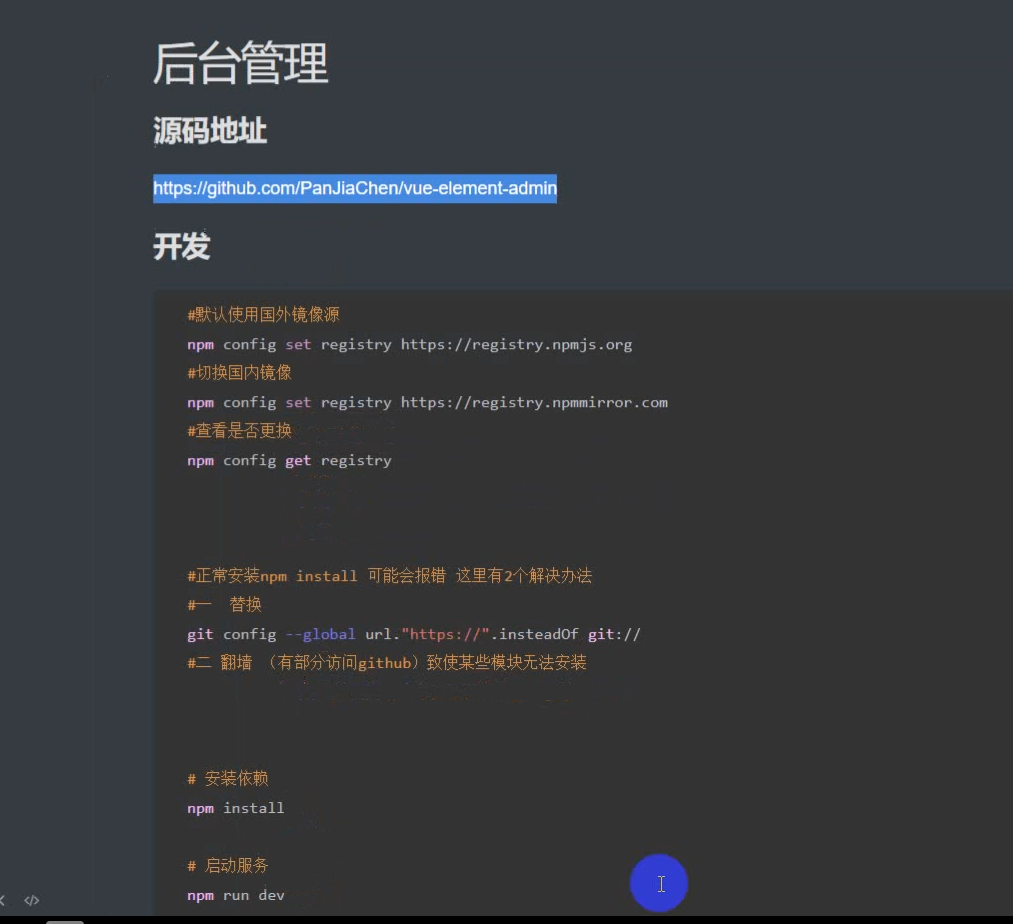 后台管理
源码地址
https://github.com/PanJiaChen/vue-element-admin
开发
#默认使用国外镜像源
npm config set registry https://registry.npmjs.org
#切换国内镜像
npm config set registry https://registry.npmmirror.com
#查看是否更换
npm config get registry
#正常安装npm install 可能会报错 这里有2个解决办法
#一 替换
git config --global url."https://".insteadOf git://
#二 翻墙 （有部分访问github）致使某些模块无法安装
# 安装依赖
npm install
# 启动服务
npm run dev